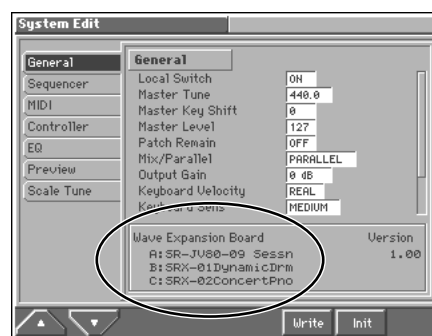 System Edit
General
Sequencer
MIDI
Controller
EQ
Preview
Scale Tune
General
Local Switch ON
Master Tune 440.0
Master Key Shift 0
Master Level 127
Patch Remain OFF
Mix/Parallel PARALLEL
Output Gain 0 dB
Keyboard Velocity REAL
Keyboard Sens MEDIUM
Wave Expansion Board Version
A:SR-JV80-09 Sessn 1.00
B:SRX-01DynamicDrm
C:SRX-02ConcertPno
Write Init